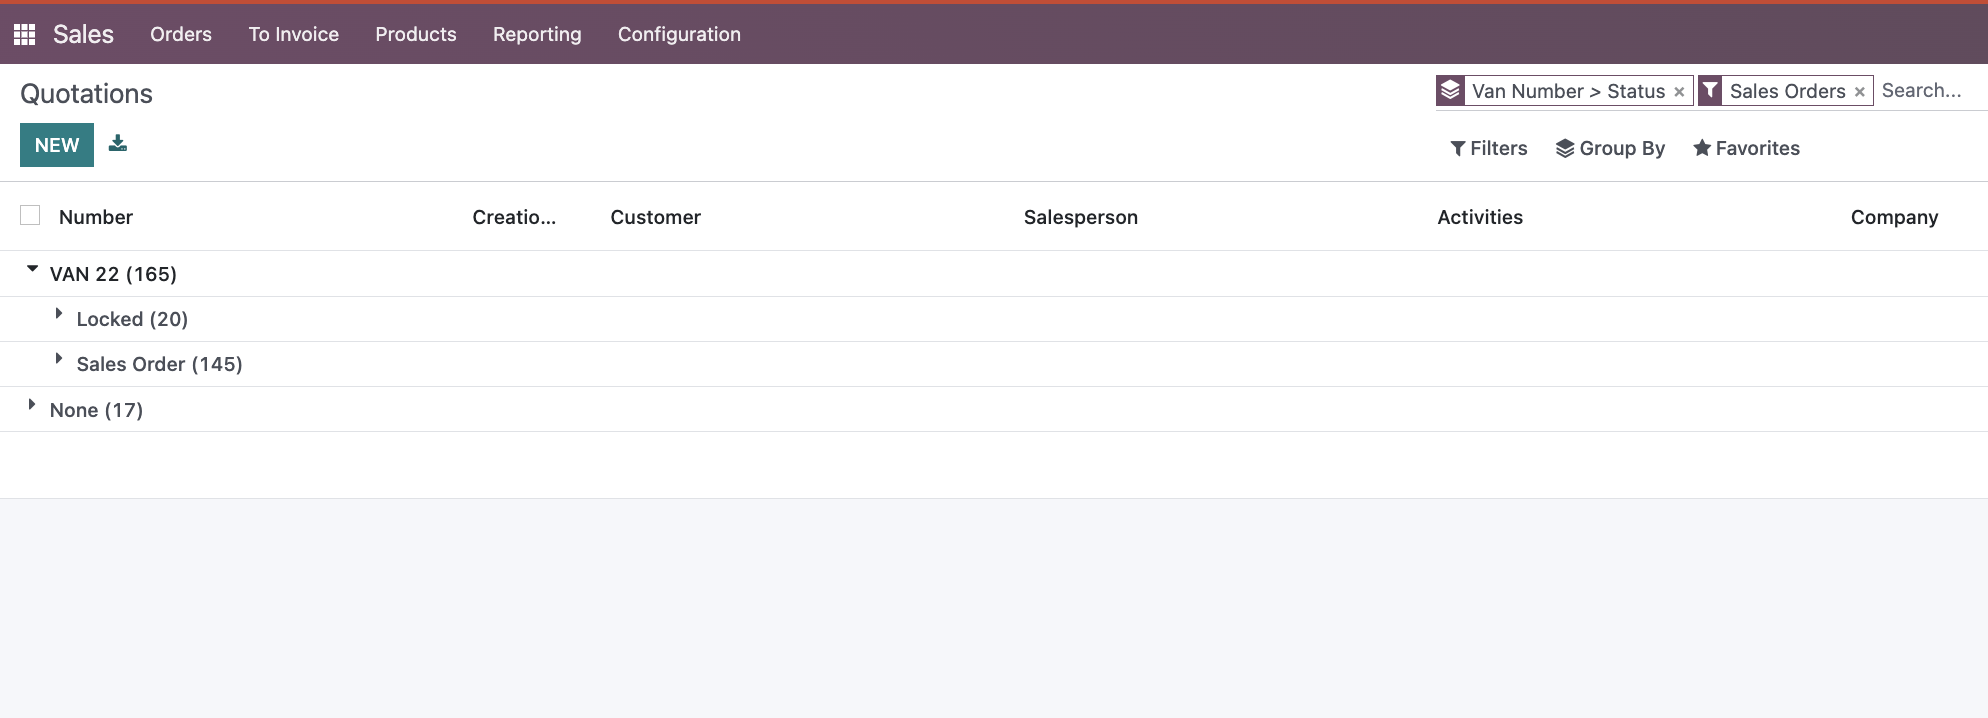 Sales Orders To Invoice Products Reporting Configuration
Quotations
Van Number > Status × Sales Orders × Search...
NEW
Filters Group By Favorites
Number Creatio... Customer Salesperson Activities Company
VAN 22 (165)
Locked (20)
Sales Order (145)
None (17)